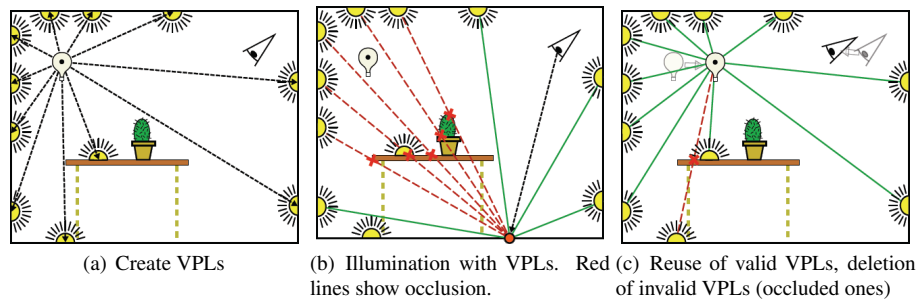 (a) Create VPLs
(b) Illumination with VPLs. Red lines show occlusion.
(c) Reuse of valid VPLs, deletion of invalid VPLs (occluded ones)